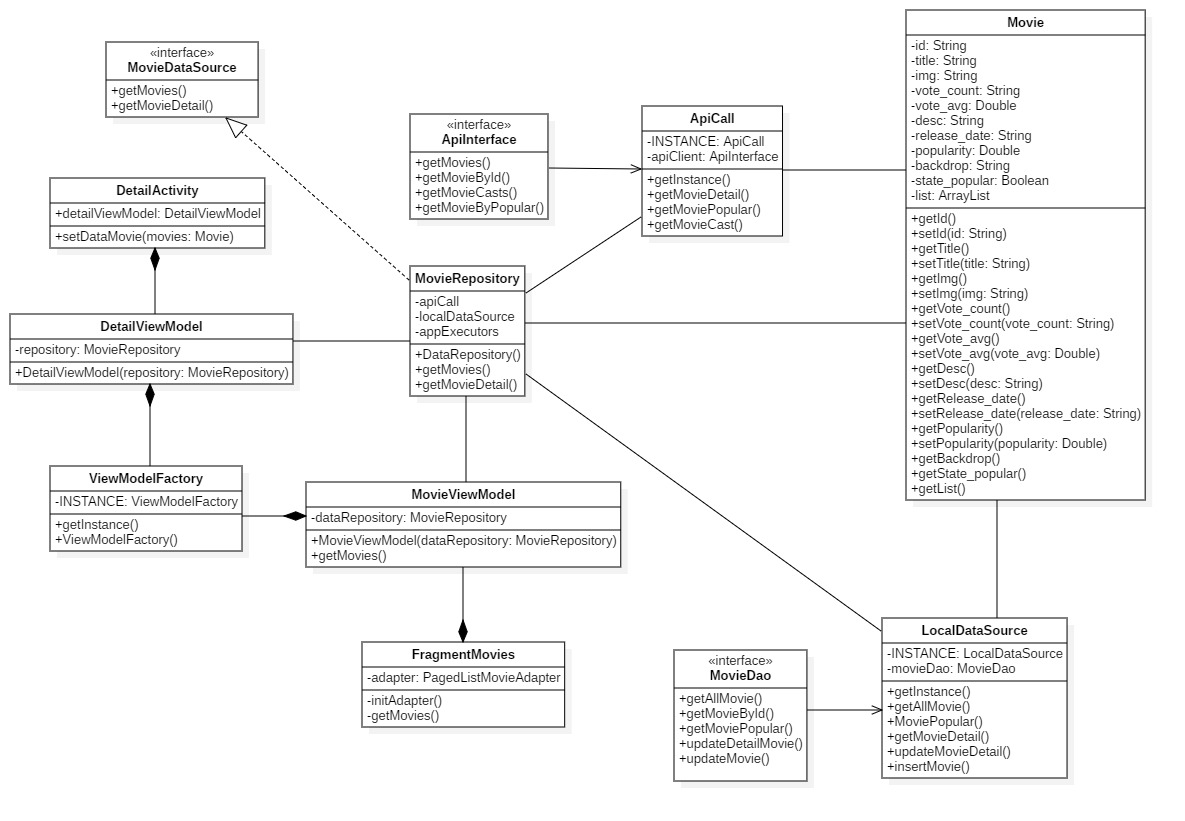 «interface»
MovieDataSource
+getMovies()
+getMovieDetail()
DetailActivity
+detailViewModel: DetailViewModel
+setDataMovie(movies: Movie)
DetailViewModel
-repository: MovieRepository
+DetailViewModel(repository: MovieRepository)
ViewModelFactory
-INSTANCE: ViewModelFactory
+getInstance()
+ViewModelFactory()
«interface»
ApiInterface
+getMovies()
+getMovieById()
+getMovieCasts()
+getMovieByPopular()
ApiCall
-INSTANCE: ApiCall
-apiClient: ApiInterface
+getInstance()
+getMovieDetail()
+getMoviePopular()
+getMovieCast()
MovieRepository
-apiCall
-localDataSource
-appExecutors
+DataRepository()
+getMovies()
+getMovieDetail()
MovieViewModel
-dataRepository: MovieRepository
+MovieViewModel(dataRepository: MovieRepository)
+getMovies()
FragmentMovies
-adapter: PagedListMovieAdapter
-initAdapter()
-getMovies()
Movie
-id: String
-title: String
-img: String
-vote_count: String
-vote_avg: Double
-desc: String
-release_date: String
-popularity: Double
-backdrop: String
-state_popular: Boolean
-list: ArrayList
+getId()
+setId(id: String)
+getTitle()
+setTitle(title: String)
+getImg()
+setImg(img: String)
+getVote_count()
+setVote_count(vote_count: String)
+getVote_avg()
+setVote_avg(vote_avg: Double)
+getDesc()
+setDesc(desc: String)
+getRelease_date()
+setRelease_date(release_date: String)
+getPopularity()
+setPopularity(popularity: Double)
+getBackdrop()
+getState_popular()
+getList()
«interface»
MovieDao
+getAllMovie()
+getMovieById()
+getMoviePopular()
+updateDetailMovie()
+updateMovie()
LocalDataSource
-INSTANCE: LocalDataSource
-movieDao: MovieDao
+getInstance()
+getAllMovie()
+MoviePopular()
+getMovieDetail()
+updateMovieDetail()
+insertMovie()